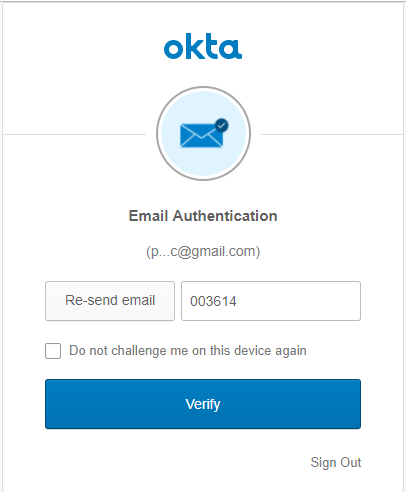 okta
Email Authentication
(p...c@gmail.com)
Re-send email 003614
Do not challenge me on this device again
Verify
Sign Out